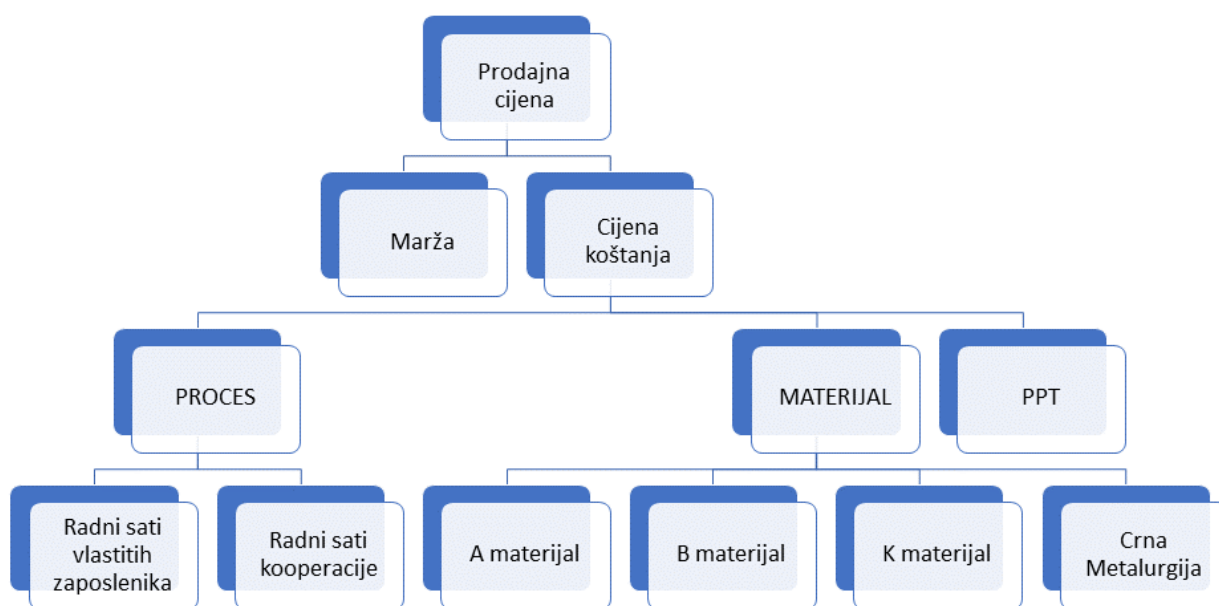 Prodajna
cijena
Marža
Cijena
koštanja
PROCES
MATERIJAL
PPT
Radni sati
vlastitih
zaposlenika
Radni sati
kooperacije
A materijal
B materijal
K materijal
Crna
Metalurgija